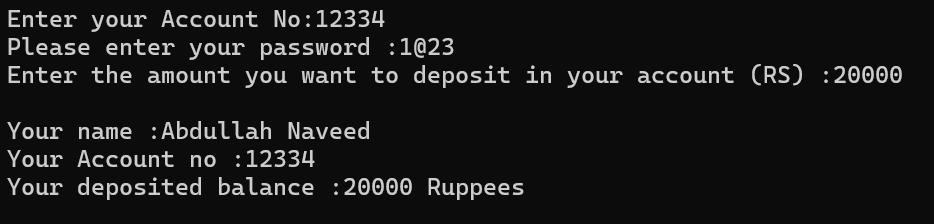 Enter your Account No:12334
Please enter your password :1@23
Enter the amount you want to deposit in your account (RS) :20000
Your name :Abdullah Naveed
Your Account no :12334
Your deposited balance :20000 Ruppees